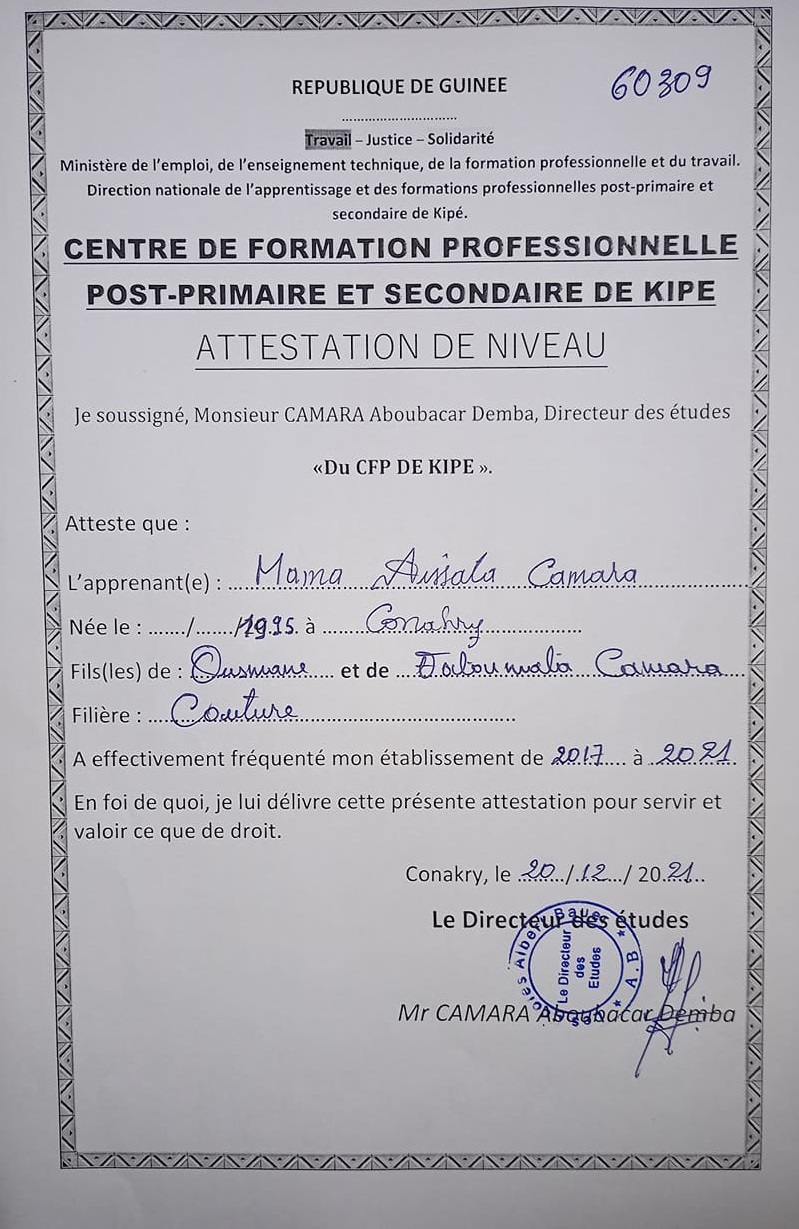 REPUBLIQUE DE GUINEE
60309
..............................
Travail – Justice – Solidarité
Ministère de l'emploi, de l'enseignement technique, de la formation professionnelle et du travail.
Direction nationale de l'apprentissage et des formations professionnelles post-primaire et
secondaire de Kipé.
CENTRE DE FORMATION PROFESSIONNELLE
POST-PRIMAIRE ET SECONDAIRE DE KIPE
ATTESTATION DE NIVEAU
Je soussigné, Monsieur CAMARA Aboubacar Demba, Directeur des études
«Du CFP DE KIPE ».
Atteste que :
L'apprenant(e) : Mama Camara
Née le : ....../....../1995 à Conakry
Fils(les) de : Ousmane et de Camara
Filière : Couture
A effectivement fréquenté mon établissement de 2017 à 2021.
En foi de quoi, je lui délivre cette présente attestation pour servir et
valoir ce que de droit.
Conakry, le 20/12/2021
Le Directeur des études
Le Directeur
des
Etudes
A.B
Mr CAMARA Aboubacar Demba